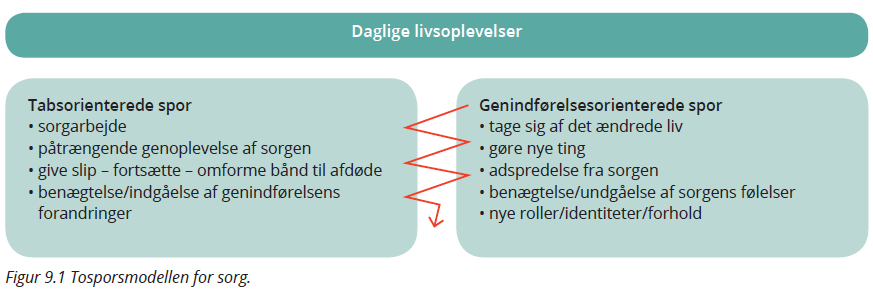 Daglige livsoplevelser
Tabsorienterede spor
• sorgarbejde
• påtrængende genoplevelse af sorgen
• give slip – fortsætte – omforme bånd til afdøde
• benægtelse/indgåelse af genindførelsens
forandringer
Genindførelsesorienterede spor
• tage sig af det ændrede liv
• gøre nye ting
• adspredelse fra sorgen
• benægtelse/undgåelse af sorgens følelser
• nye roller/identiteter/forhold
Figur 9.1 Tosporsmodellen for sorg.